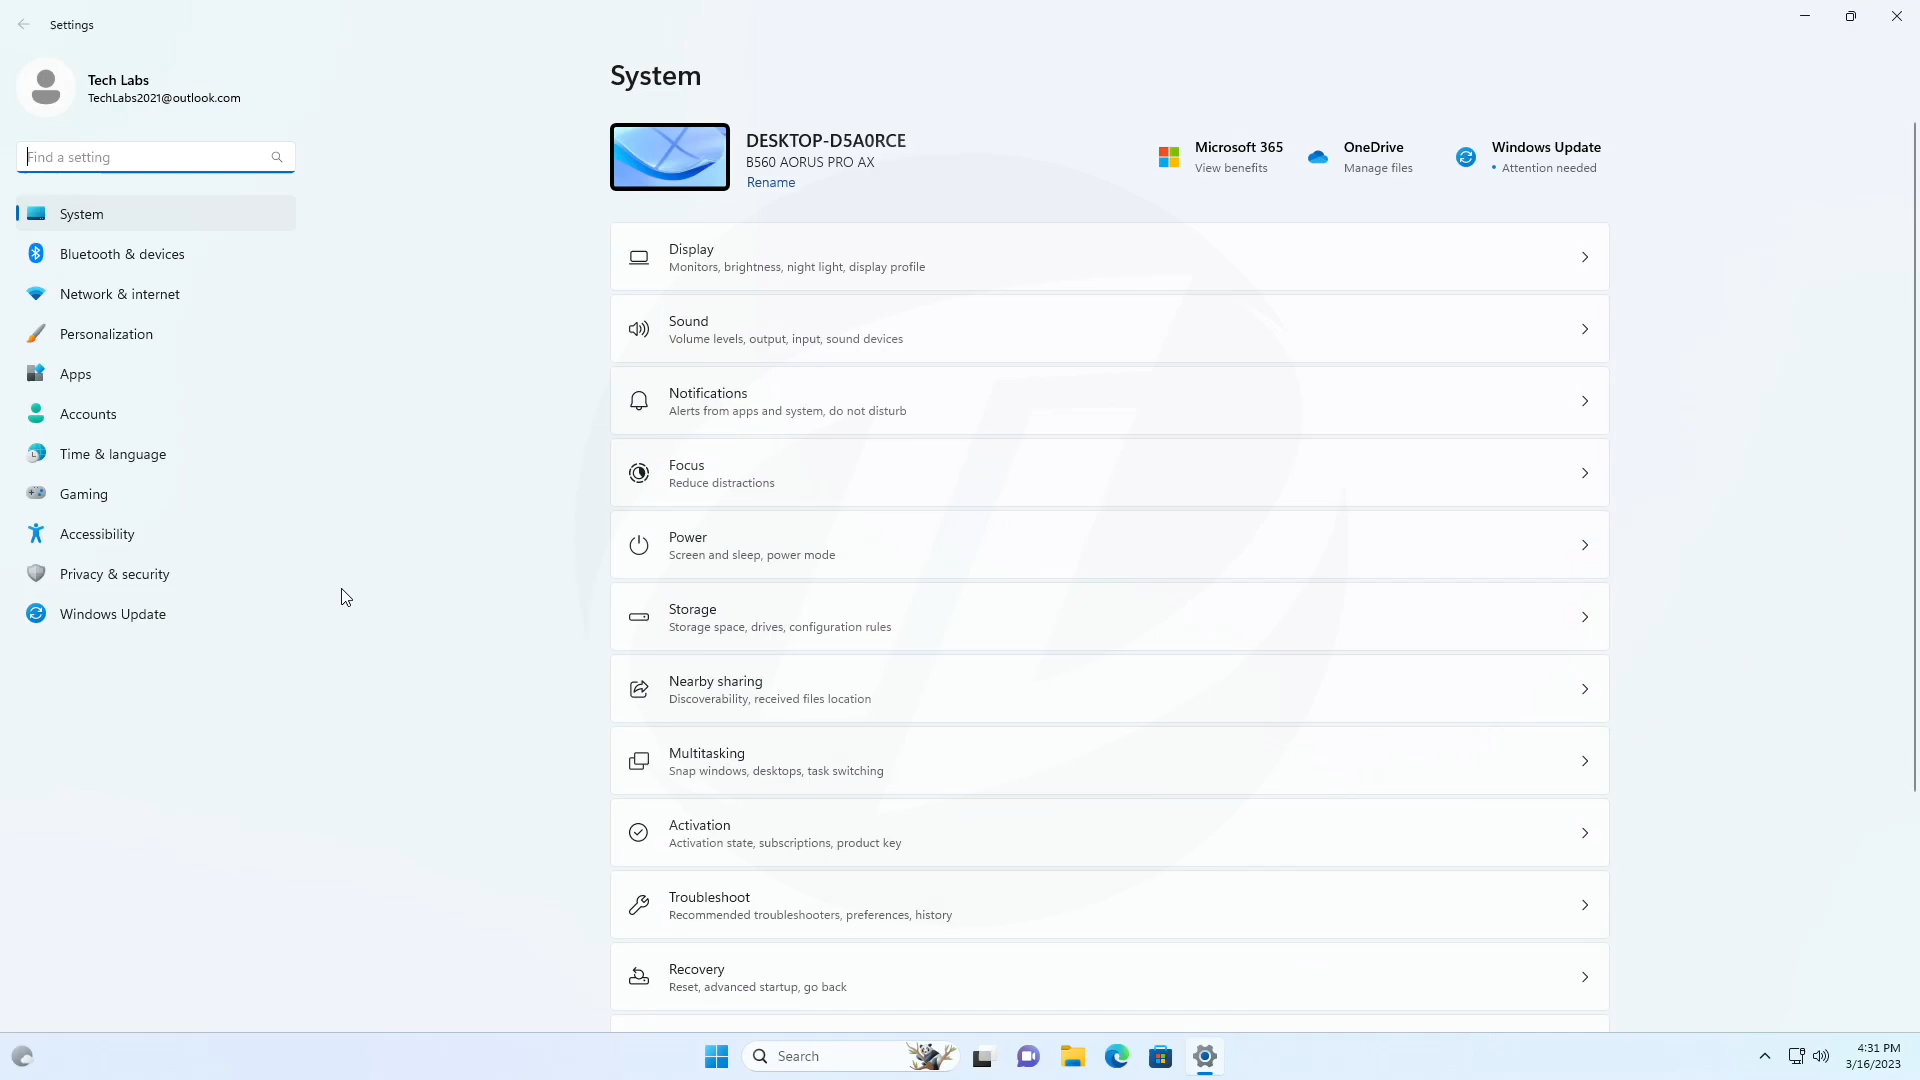 Settings
Tech Labs
TechLabs2021@outlook.com
Find a setting
System
Bluetooth & devices
Network & internet
Personalization
Apps
Accounts
Time & language
Gaming
Accessibility
Privacy & security
Windows Update
System
DESKTOP-D5A0RCE
B560 AORUS PRO AX
Rename
Microsoft 365
View benefits
OneDrive
Manage files
Windows Update
• Attention needed
Display
Monitors, brightness, night light, display profile
Sound
Volume levels, output, input, sound devices
Notifications
Alerts from apps and system, do not disturb
Focus
Reduce distractions
Power
Screen and sleep, power mode
Storage
Storage space, drives, configuration rules
Nearby sharing
Discoverability, received files location
Multitasking
Snap windows, desktops, task switching
Activation
Activation state, subscriptions, product key
Troubleshoot
Recommended troubleshooters, preferences, history
Recovery
Reset, advanced startup, go back
Search
4:31 PM
3/16/2023